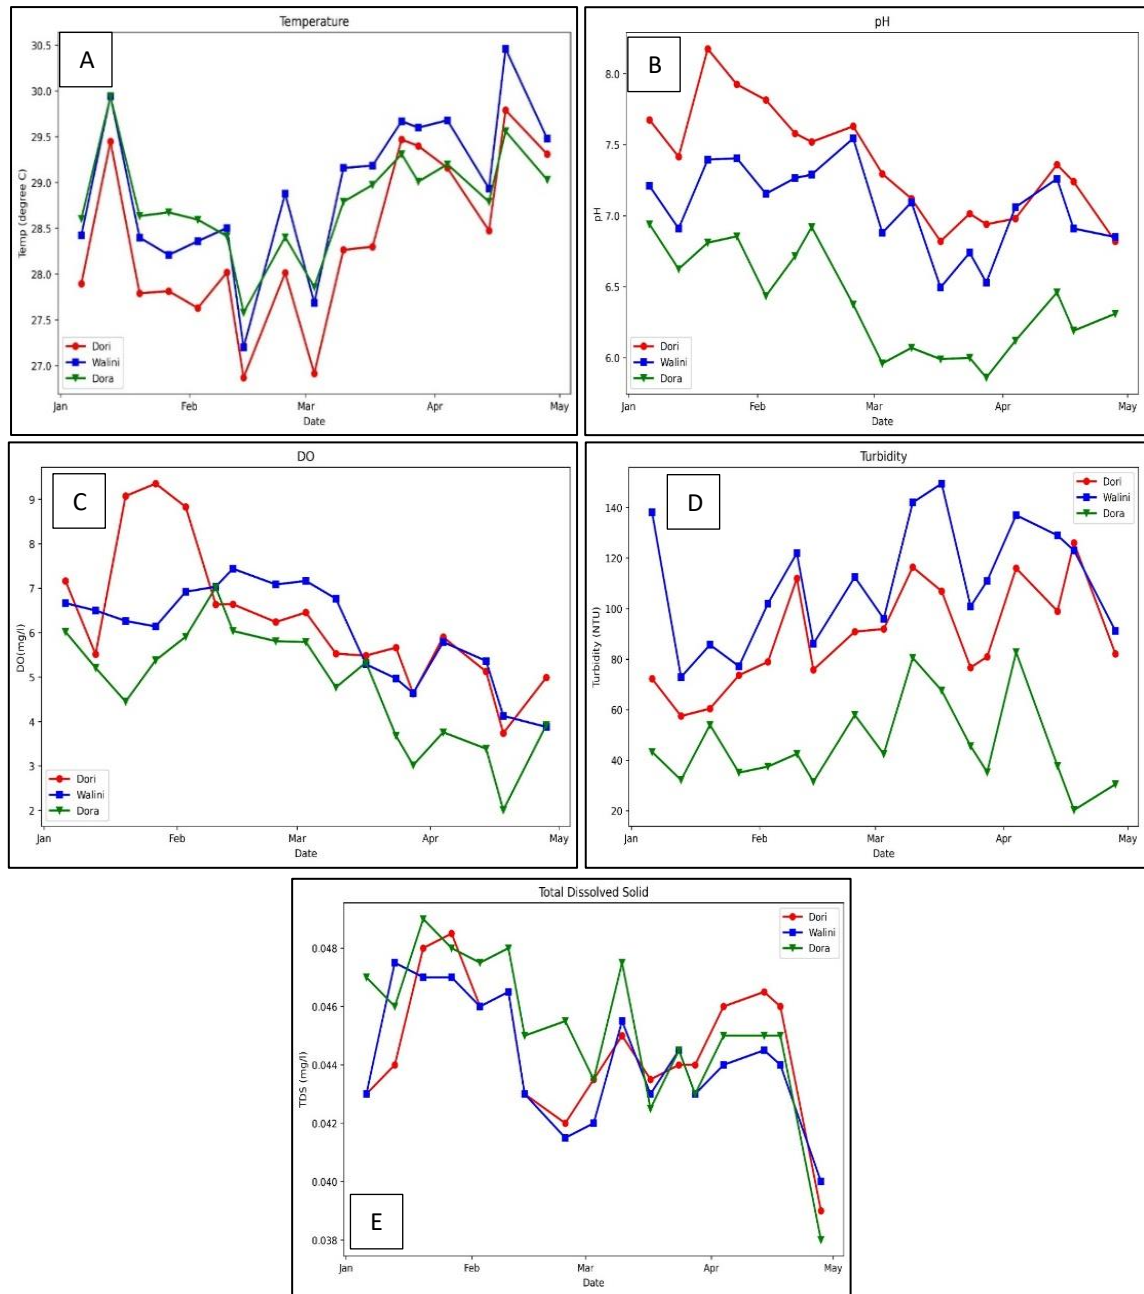 Temperature
A
Temp (degree C)
30.5
30.0
29.5
29.0
28.5
28.0
27.5
27.0
Dori
Walini
Dora
Jan Feb Mar Apr May
Date
pH
B
pH
8.0
7.5
7.0
6.5
6.0
Dori
Walini
Dora
Jan Feb Mar Apr May
Date
DO
C
DO(mg/l)
9
8
7
6
5
4
3
2
Dori
Walini
Dora
Jan Feb Mar Apr May
Date
Turbidity
D
Turbidity (NTU)
140
120
100
80
60
40
20
Dori
Walini
Dora
Jan Feb Mar Apr May
Date
Total Dissolved Solid
E
TDS (mg/l)
0.048
0.046
0.044
0.042
0.040
0.038
Dori
Walini
Dora
Jan Feb Mar Apr May
Date